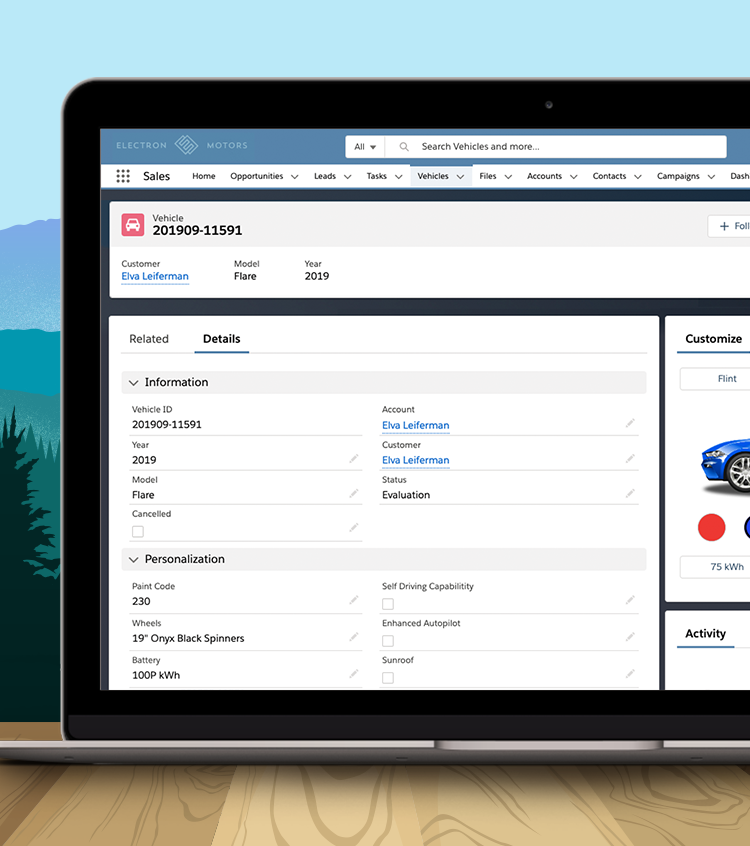 ELECTRON MOTORS
All Search Vehicles and more...
Sales Home Opportunities Leads Tasks Vehicles Files Accounts Contacts Campaigns
Vehicle
201909-11591
Customer Model Year
Elva Leiferman Flare 2019
Related Details
Information
Vehicle ID Account
201909-11591 Elva Leiferman
Year Customer
2019 Elva Leiferman
Model Status
Flare Evaluation
Cancelled
Personalization
Paint Code Self Driving Capabilitity
230
Wheels Enhanced Autopilot
19" Onyx Black Spinners
Battery Sunroof
100P kWh
Customize
Flint
75 kWh
Activity